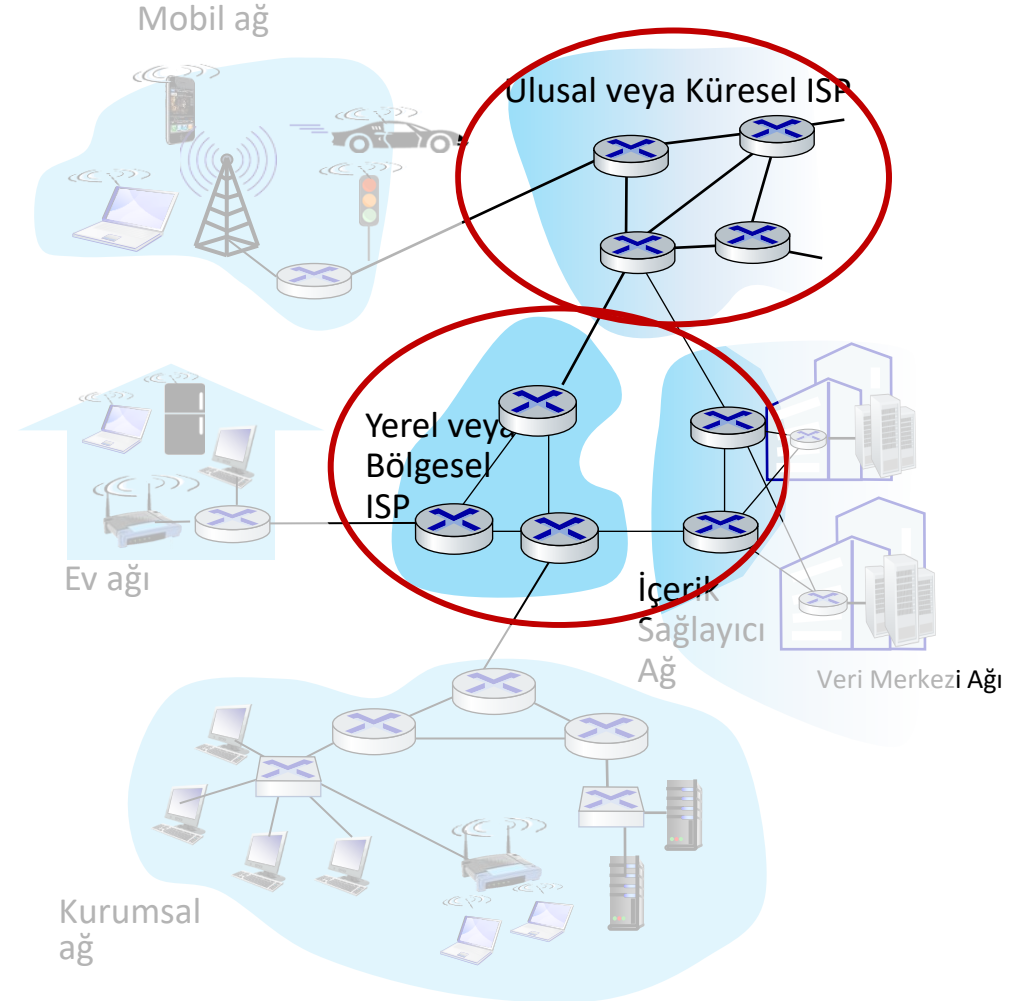 Mobil ağ
Ulusal veya Küresel ISP
Yerel veya
Bölgesel
ISP
Ev ağı
İçerik
Sağlayıcı
Ağ
Veri Merkezi Ağı
Kurumsal
ağ